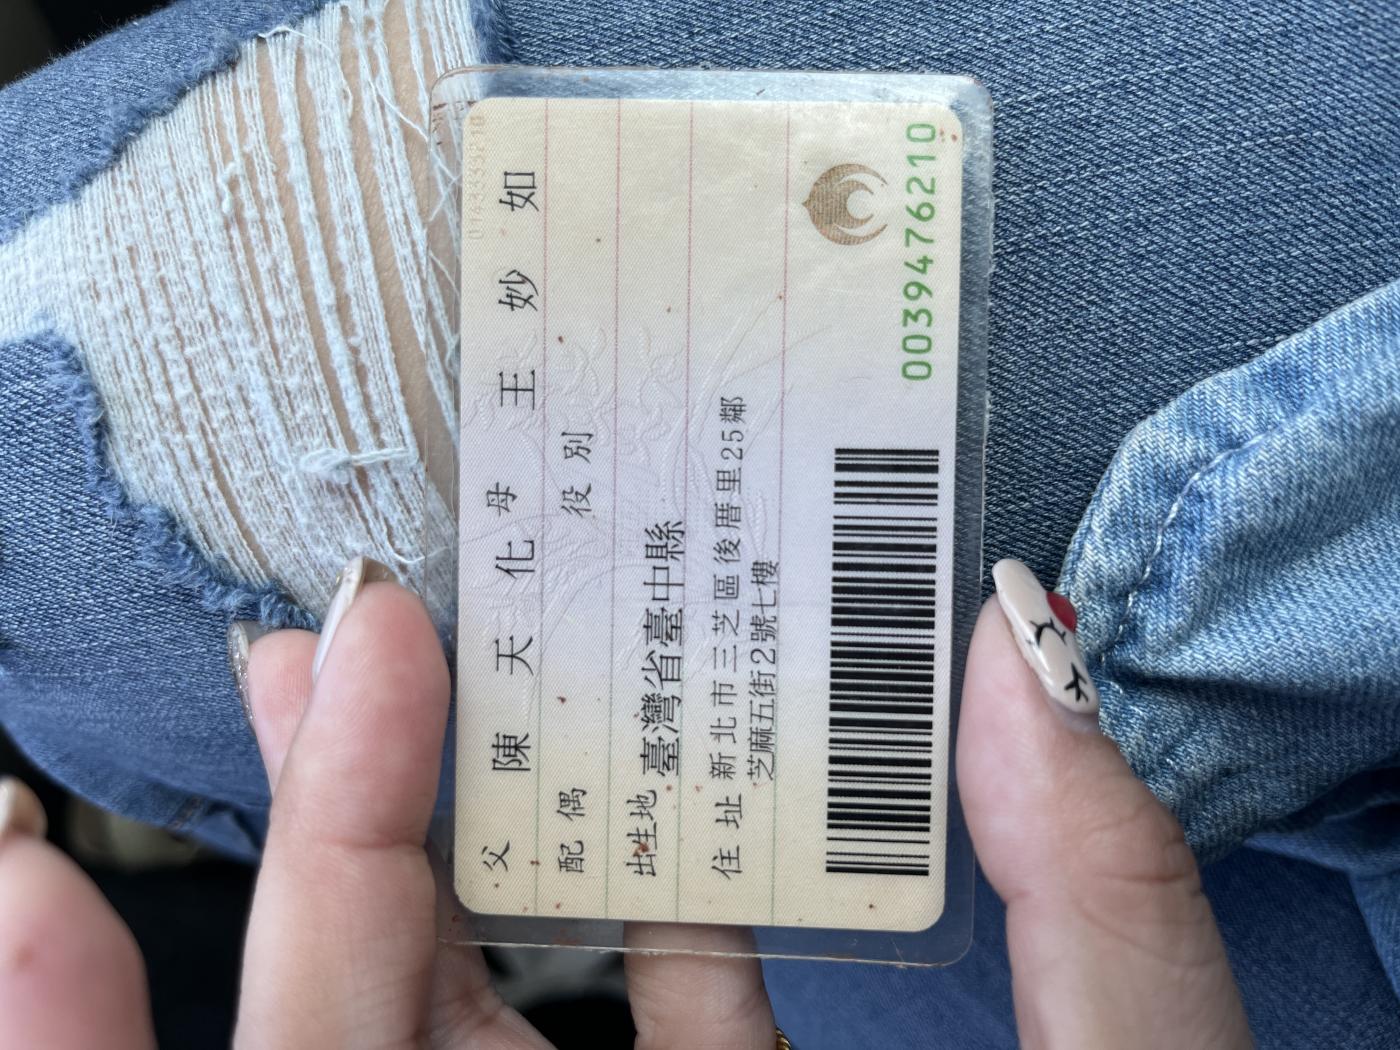 父 陳天化 母 王妙如
配偶 役別
出生地 臺灣省臺中縣
住址 新北市三芝區後厝里25鄰
芝麻五街2號七樓
0039476210